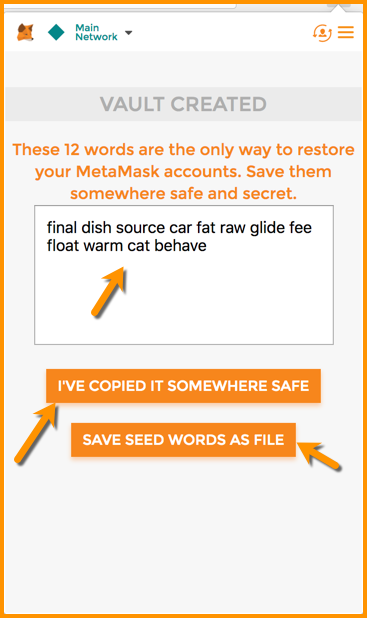 Main
Network
VAULT CREATED
These 12 words are the only way to restore
your MetaMask accounts. Save them
somewhere safe and secret.
final dish source car fat raw glide fee
float warm cat behave
I'VE COPIED IT SOMEWHERE SAFE
SAVE SEED WORDS AS FILE